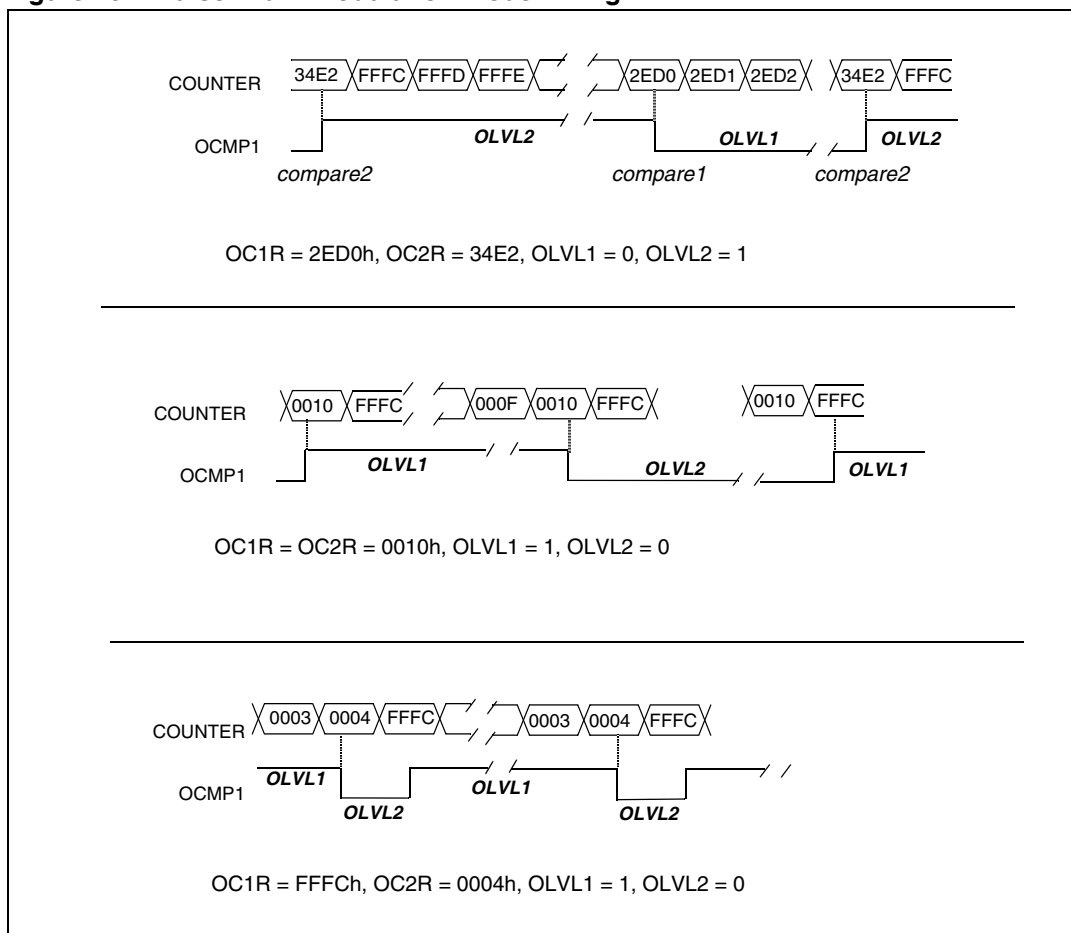 COUNTER 34E2 FFFC FFFD FFFE 2ED0 2ED1 2ED2 34E2 FFFC
OCMP1 OLVL2 OLVL1 OLVL2
compare2 compare1 compare2
OC1R = 2ED0h, OC2R = 34E2, OLVL1 = 0, OLVL2 = 1
COUNTER 0010 FFFC 000F 0010 FFFC 0010 FFFC
OCMP1 OLVL1 OLVL2 OLVL1
OC1R = OC2R = 0010h, OLVL1 = 1, OLVL2 = 0
COUNTER 0003 0004 FFFC 0003 0004 FFFC
OCMP1 OLVL1 OLVL2 OLVL1 OLVL2
OC1R = FFFCh, OC2R = 0004h, OLVL1 = 1, OLVL2 = 0